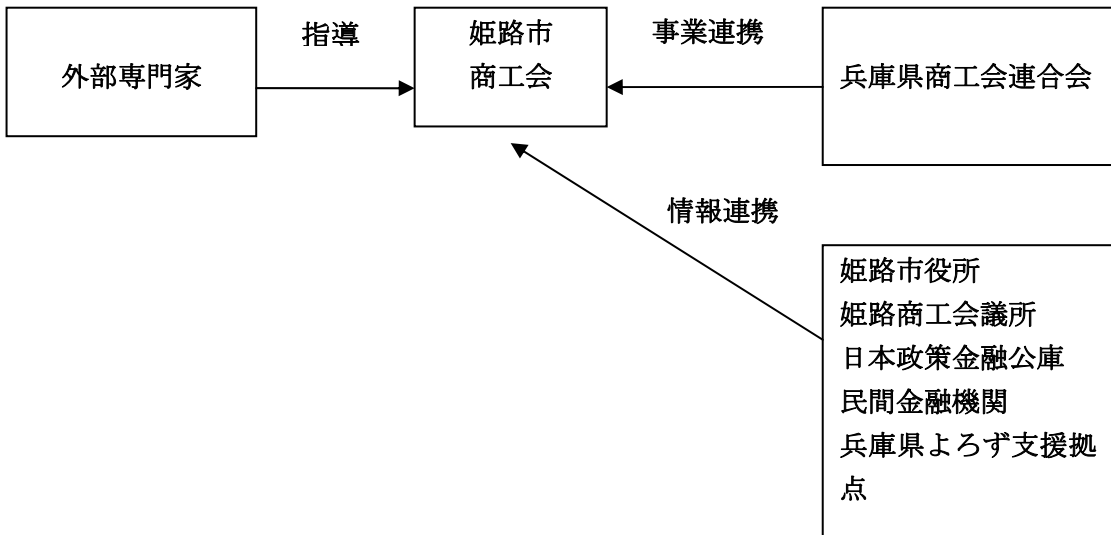 外部専門家
指導
姫路市
商工会
事業連携
兵庫県商工会連合会
情報連携
姫路市役所
姫路商工会議所
日本政策金融公庫
民間金融機関
兵庫県よろず支援拠
点